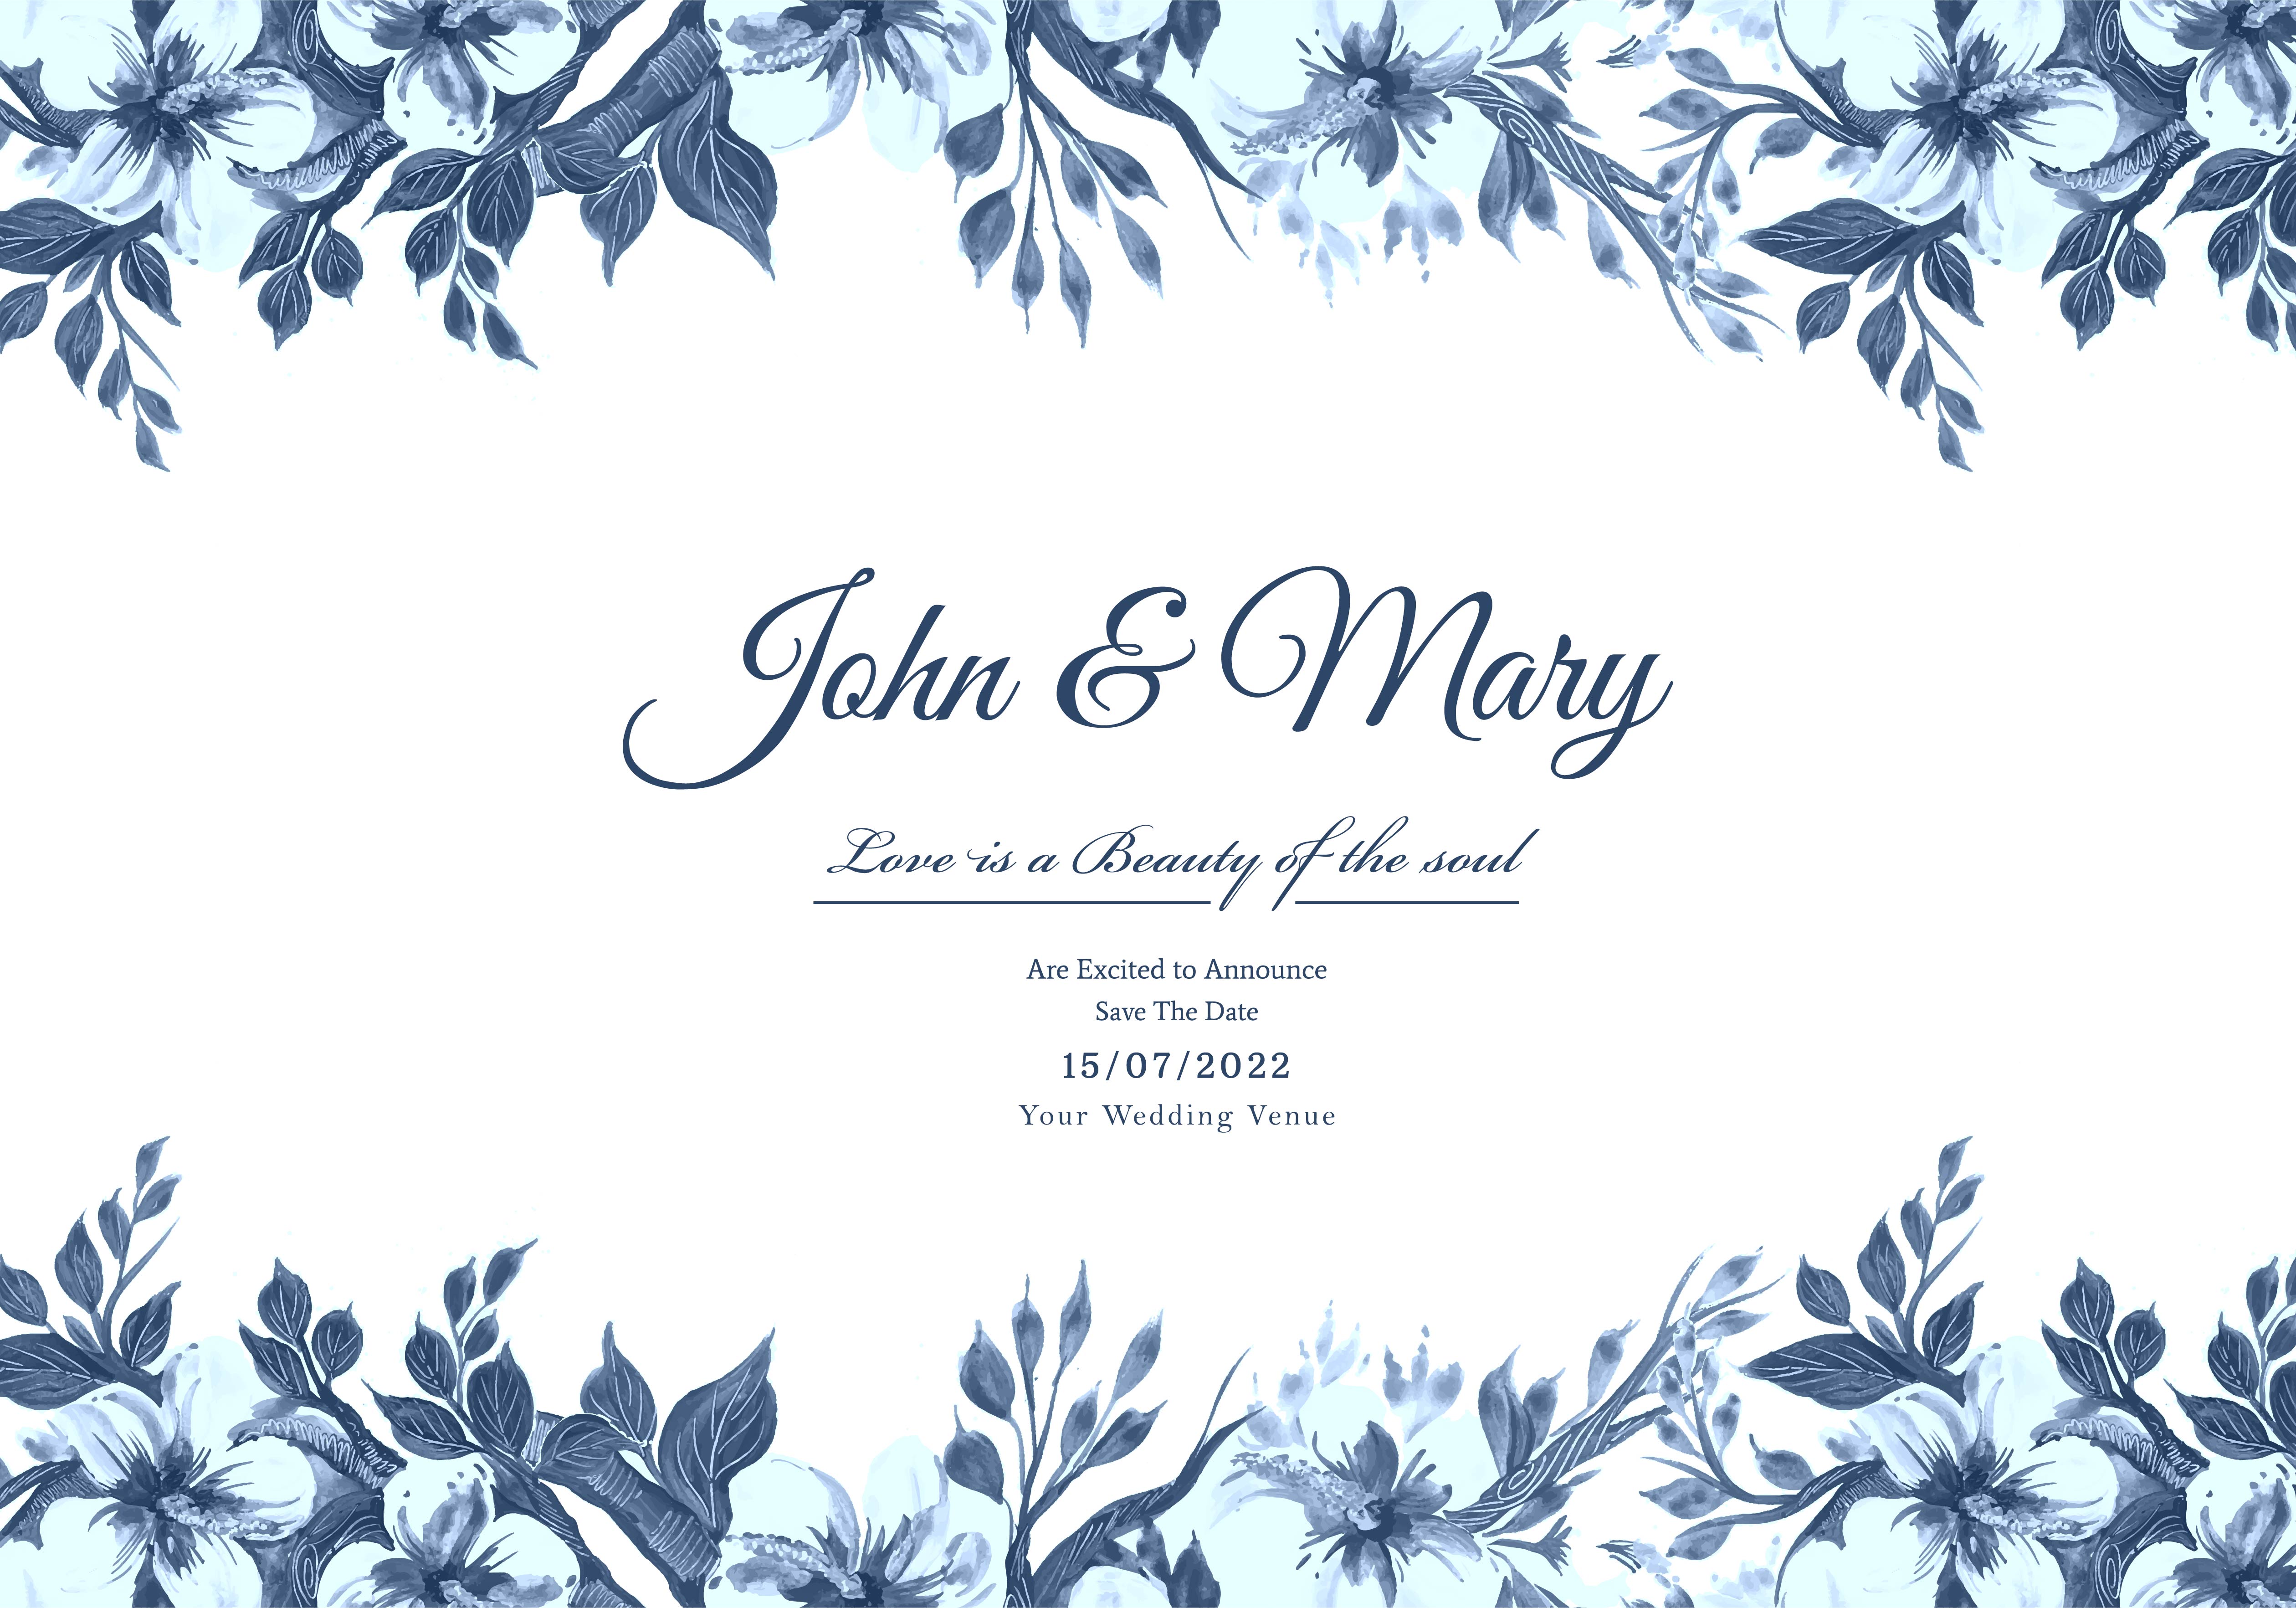 John & Mary
Love is a Beauty of the soul
Are Excited to Announce
Save The Date
15/07/2022
Your Wedding Venue